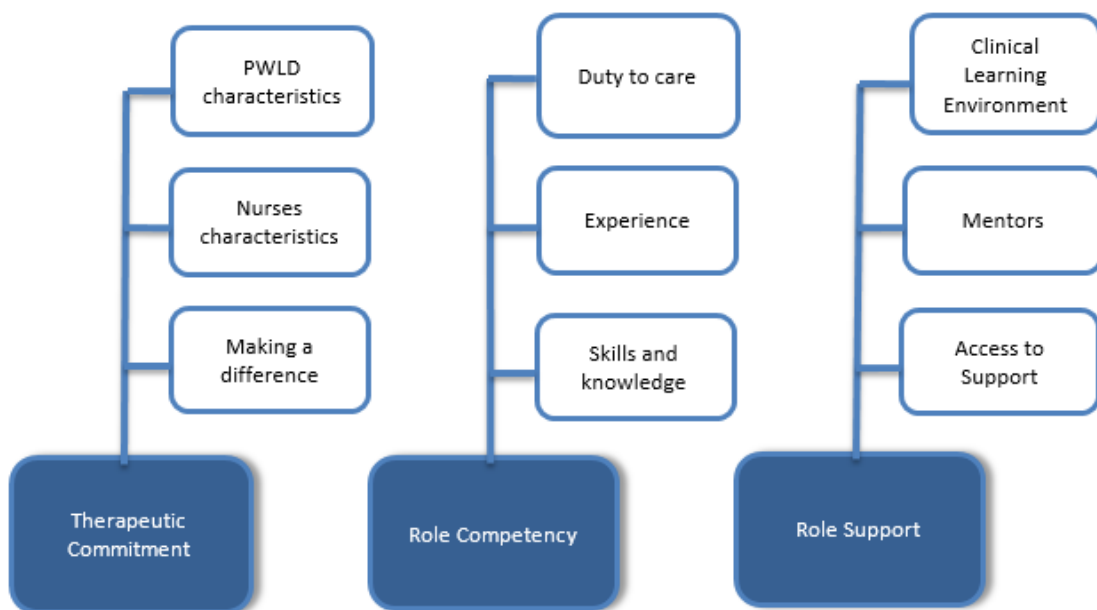 PWLD
characteristics
Nurses
characteristics
Making a
difference
Therapeutic
Commitment
Duty to care
Experience
Skills and
knowledge
Role Competency
Clinical
Learning
Environment
Mentors
Access to
Support
Role Support